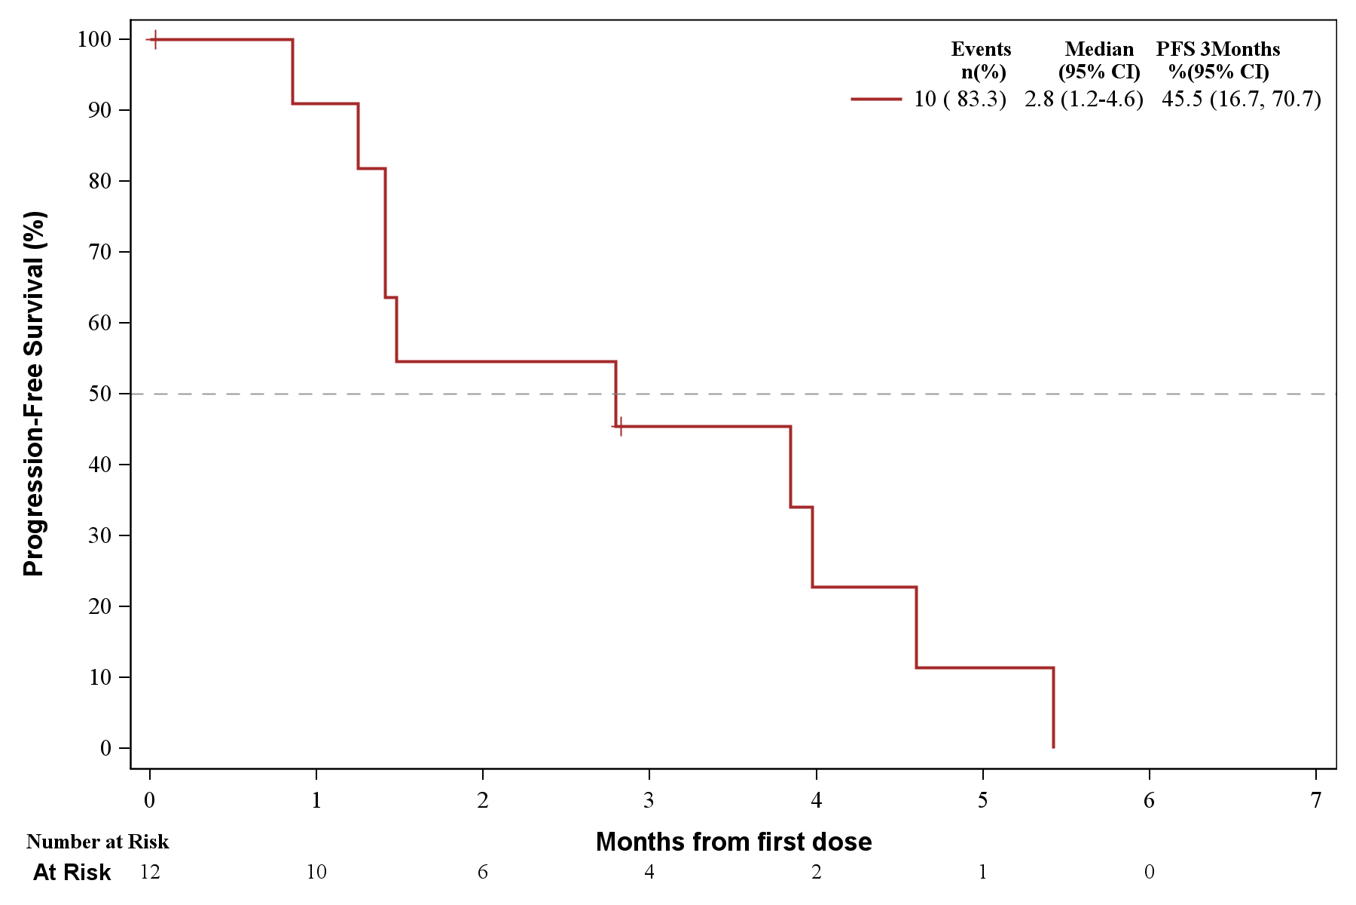 Events Median PFS 3Months
n(%) (95% CI) %(95% CI)
10 ( 83.3) 2.8 (1.2-4.6) 45.5 (16.7, 70.7)
Progression-Free Survival (%)
100
90
80
70
60
50
40
30
20
10
0
0 1 2 3 4 5 6 7
Months from first dose
Number at Risk
At Risk 12 10 6 4 2 1 0